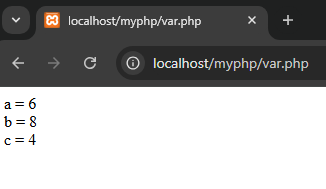 localhost/myphp/var.php
localhost/myphp/var.php
a = 6
b = 8
c = 4